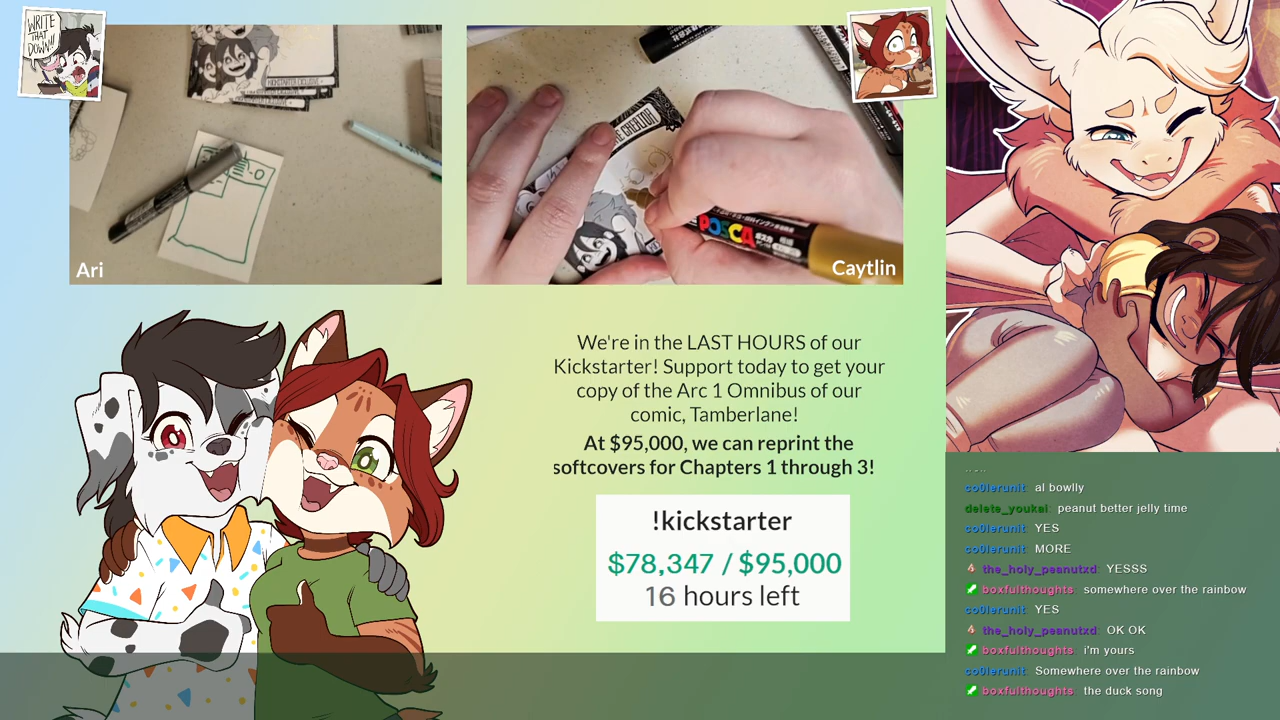 WRITE
THAT
DOWN!!
KICKSTARTER EXCLUSIVE
Ari
THE CREATOR
POSCA
Caytlin
We're in the LAST HOURS of our
Kickstarter! Support today to get your
copy of the Arc 1 Omnibus of our
comic, Tamberlane!
At $95,000, we can reprint the
softcovers for Chapters 1 through 3!
!kickstarter
$78,347 / $95,000
16 hours left
co0lerunit: al bowlly
delete_youkai: peanut better jelly time
co0lerunit: YES
co0lerunit: MORE
the_holy_peanutxd: YESSS
boxfulthoughts: somewhere over the rainbow
co0lerunit: YES
the_holy_peanutxd: OK OK
boxfulthoughts: i'm yours
co0lerunit: Somewhere over the rainbow
boxfulthoughts: the duck song